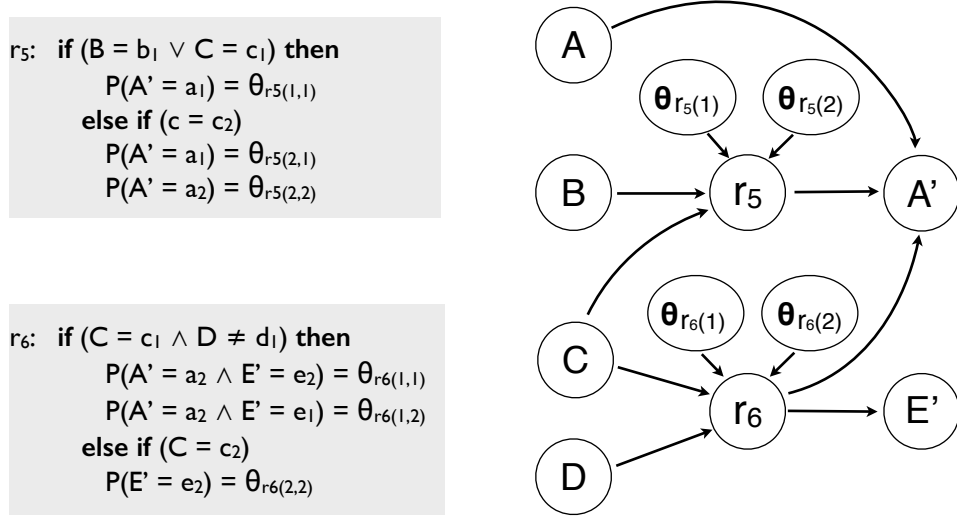 r₅: if (B = b₁ ∨ C = c₁) then
P(A' = a₁) = θr5(1,1)
else if (c = c₂)
P(A' = a₁) = θr5(2,1)
P(A' = a₂) = θr5(2,2)
r₆: if (C = c₁ ∧ D ≠ d₁) then
P(A' = a₂ ∧ E' = e₂) = θr6(1,1)
P(A' = a₂ ∧ E' = e₁) = θr6(1,2)
else if (C = c₂)
P(E' = e₂) = θr6(2,2)
A
θr₅(1)
θr₅(2)
B
r₅
A'
θr₆(1)
θr₆(2)
C
r₆
E'
D